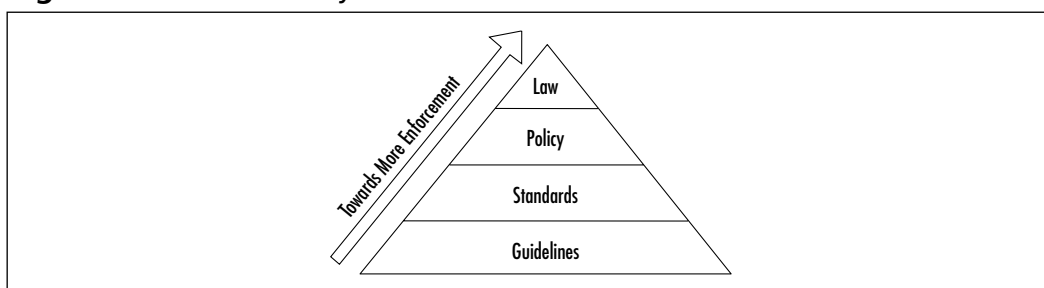 Law
Policy
Standards
Guidelines
Towards More Enforcement